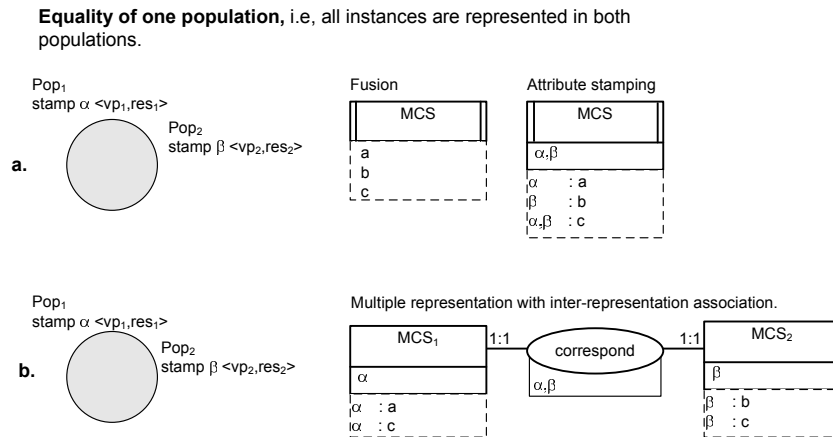 Equality of one population, i.e, all instances are represented in both
populations.
Pop₁
stamp α <vp₁,res₁>
Pop₂
stamp β <vp₂,res₂>
a.
Fusion
MCS
a
b
c
Attribute stamping
MCS
α,β
α : a
β : b
α,β : c
Pop₁
stamp α <vp₁,res₁>
Pop₂
stamp β <vp₂,res₂>
b.
Multiple representation with inter-representation association.
MCS₁
α
α : a
α : c
1:1
correspond
α,β
1:1
MCS₂
β
β : b
β : c